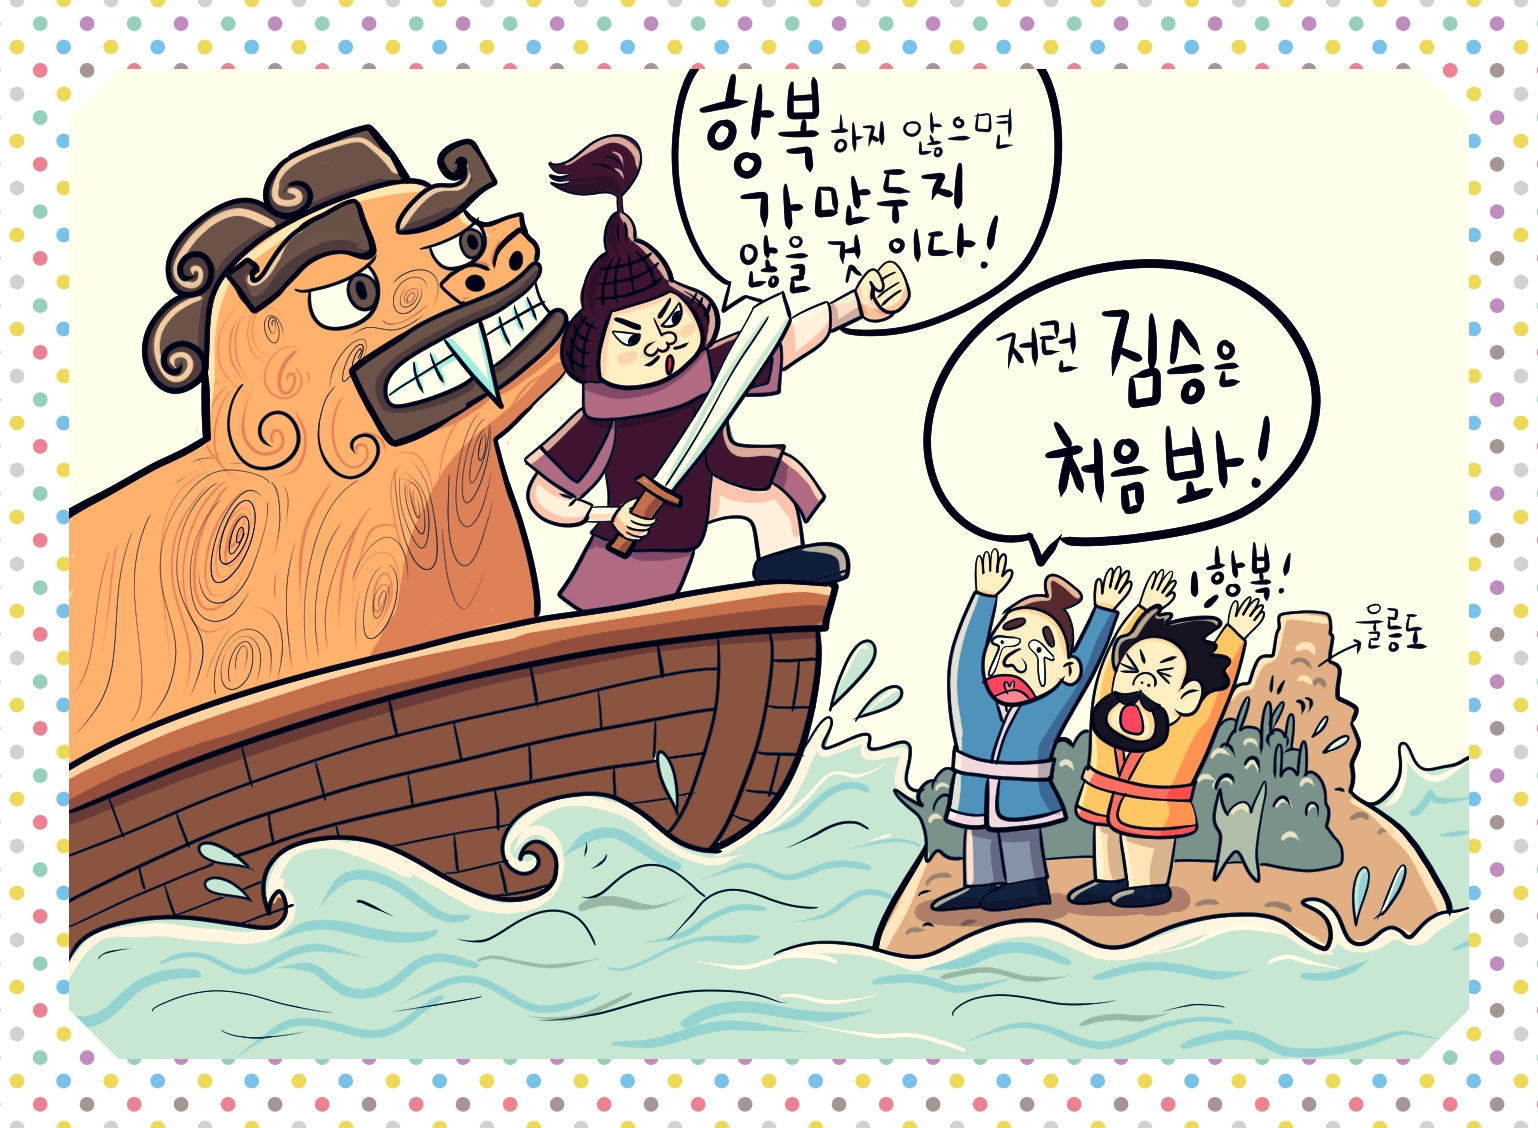 항복하지 않으면
가만두지
않을 것 이다!
저런 짐승은
처음 봐!
항복!
울릉도